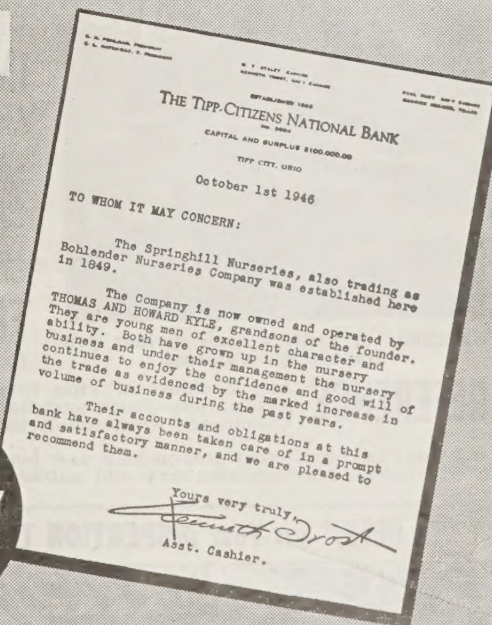 THE TIPP-CITIZENS NATIONAL BANK
CAPITAL AND SURPLUS $100,000.00
TIPP CITY, OHIO
October 1st 1946
TO WHOM IT MAY CONCERN:
The Springhill Nurseries, also trading as
Bohlender Nurseries Company was established here
in 1849.
The Company is now owned and operated by
THOMAS AND HOWARD KYLE, grandsons of the founder.
They are young men of excellent character and
ability. Both have grown up in the nursery
business and under their management the nursery
continues to enjoy the confidence and good will of
the trade as evidenced by the marked increase in
volume of business during the past years.
Their accounts and obligations at this
bank have always been taken care of in a prompt
and satisfactory manner, and we are pleased to
recommend them.
Yours very truly,
Kenneth Trost
Asst. Cashier.